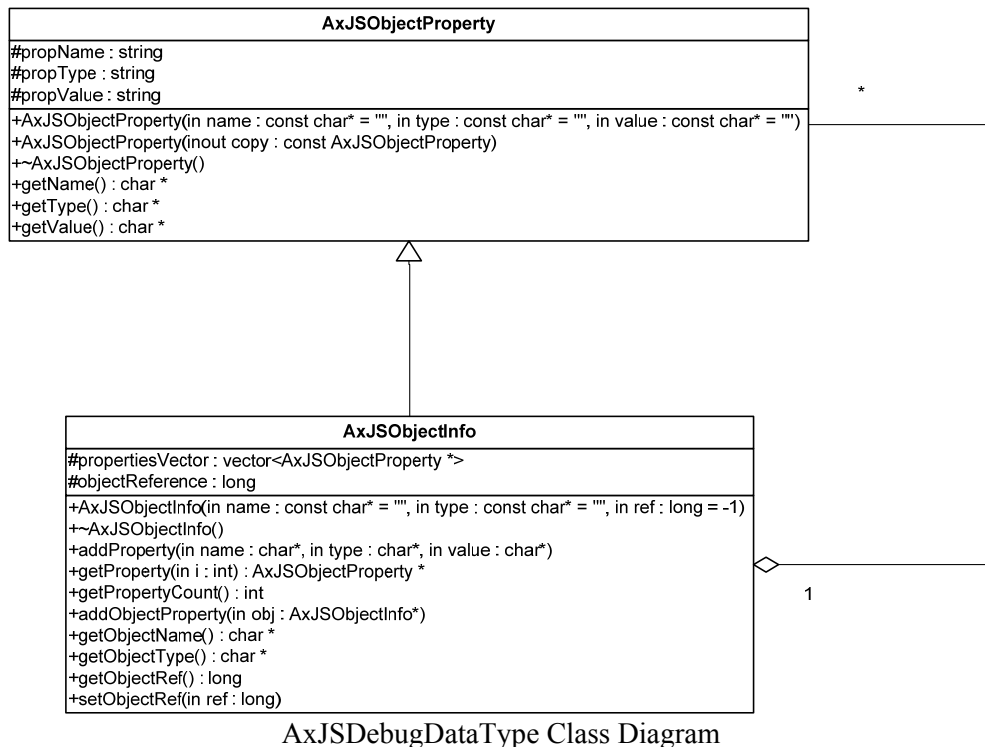 AxJSObjectProperty
#propName : string
#propType : string
#propValue : string
*
+AxJSObjectProperty(in name : const char* = "", in type : const char* = "", in value : const char* = "")
+AxJSObjectProperty(inout copy : const AxJSObjectProperty)
+~AxJSObjectProperty()
+getName() : char *
+getType() : char *
+getValue() : char *
AxJSObjectInfo
#propertiesVector : vector<AxJSObjectProperty *>
#objectReference : long
+AxJSObjectInfo(in name : const char* = "", in type : const char* = "", in ref : long = -1)
+~AxJSObjectInfo()
+addProperty(in name : char*, in type : char*, in value : char*)
+getProperty(in i : int) : AxJSObjectProperty *
+getPropertyCount() : int
1
+addObjectProperty(in obj : AxJSObjectInfo*)
+getObjectName() : char *
+getObjectType() : char *
+getObjectRef() : long
+setObjectRef(in ref : long)
AxJSDebugDataType Class Diagram